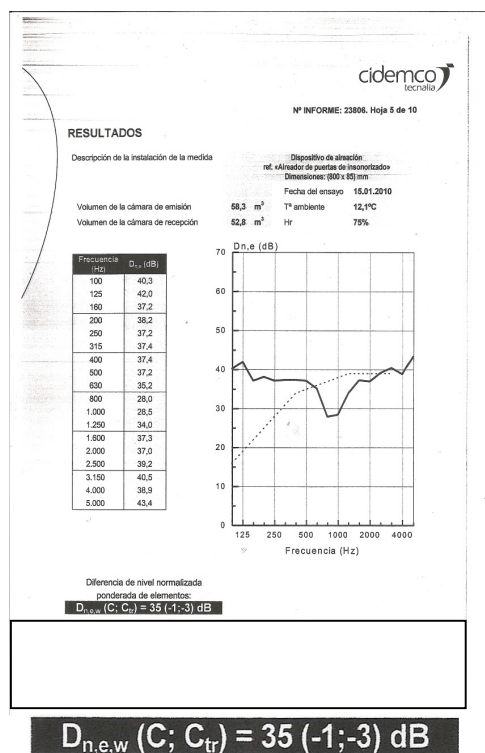 cidemco
tecnalia
Nº INFORME: 23806. Hoja 5 de 10
RESULTADOS
Descripción de la instalación de la medida
Dispositivo de aireación
ref. «Aireador de puertas de insonorizado»
Dimensiones: (800 x 85) mm
Fecha del ensayo 15.01.2010
Volumen de la cámara de emisión 58,3 m³ Tª ambiente 12,1ºC
Volumen de la cámara de recepción 52,8 m³ Hr 75%
Frecuencia (Hz) Dn,e (dB)
100 40,3
125 42,0
160 37,2
200 38,2
250 37,2
315 37,4
400 37,4
500 37,2
630 35,2
800 28,0
1.000 28,5
1.250 34,0
1.600 37,3
2.000 37,0
2.500 39,2
3.150 40,5
4.000 38,9
5.000 43,4
Dn,e (dB)
70
60
50
40
30
20
10
0
125 250 500 1000 2000 4000
Frecuencia (Hz)
Diferencia de nivel normalizada
ponderada de elementos:
Dn,e,w (C; Ctr) = 35 (-1;-3) dB
Dn,e,w (C; Ctr) = 35 (-1;-3) dB